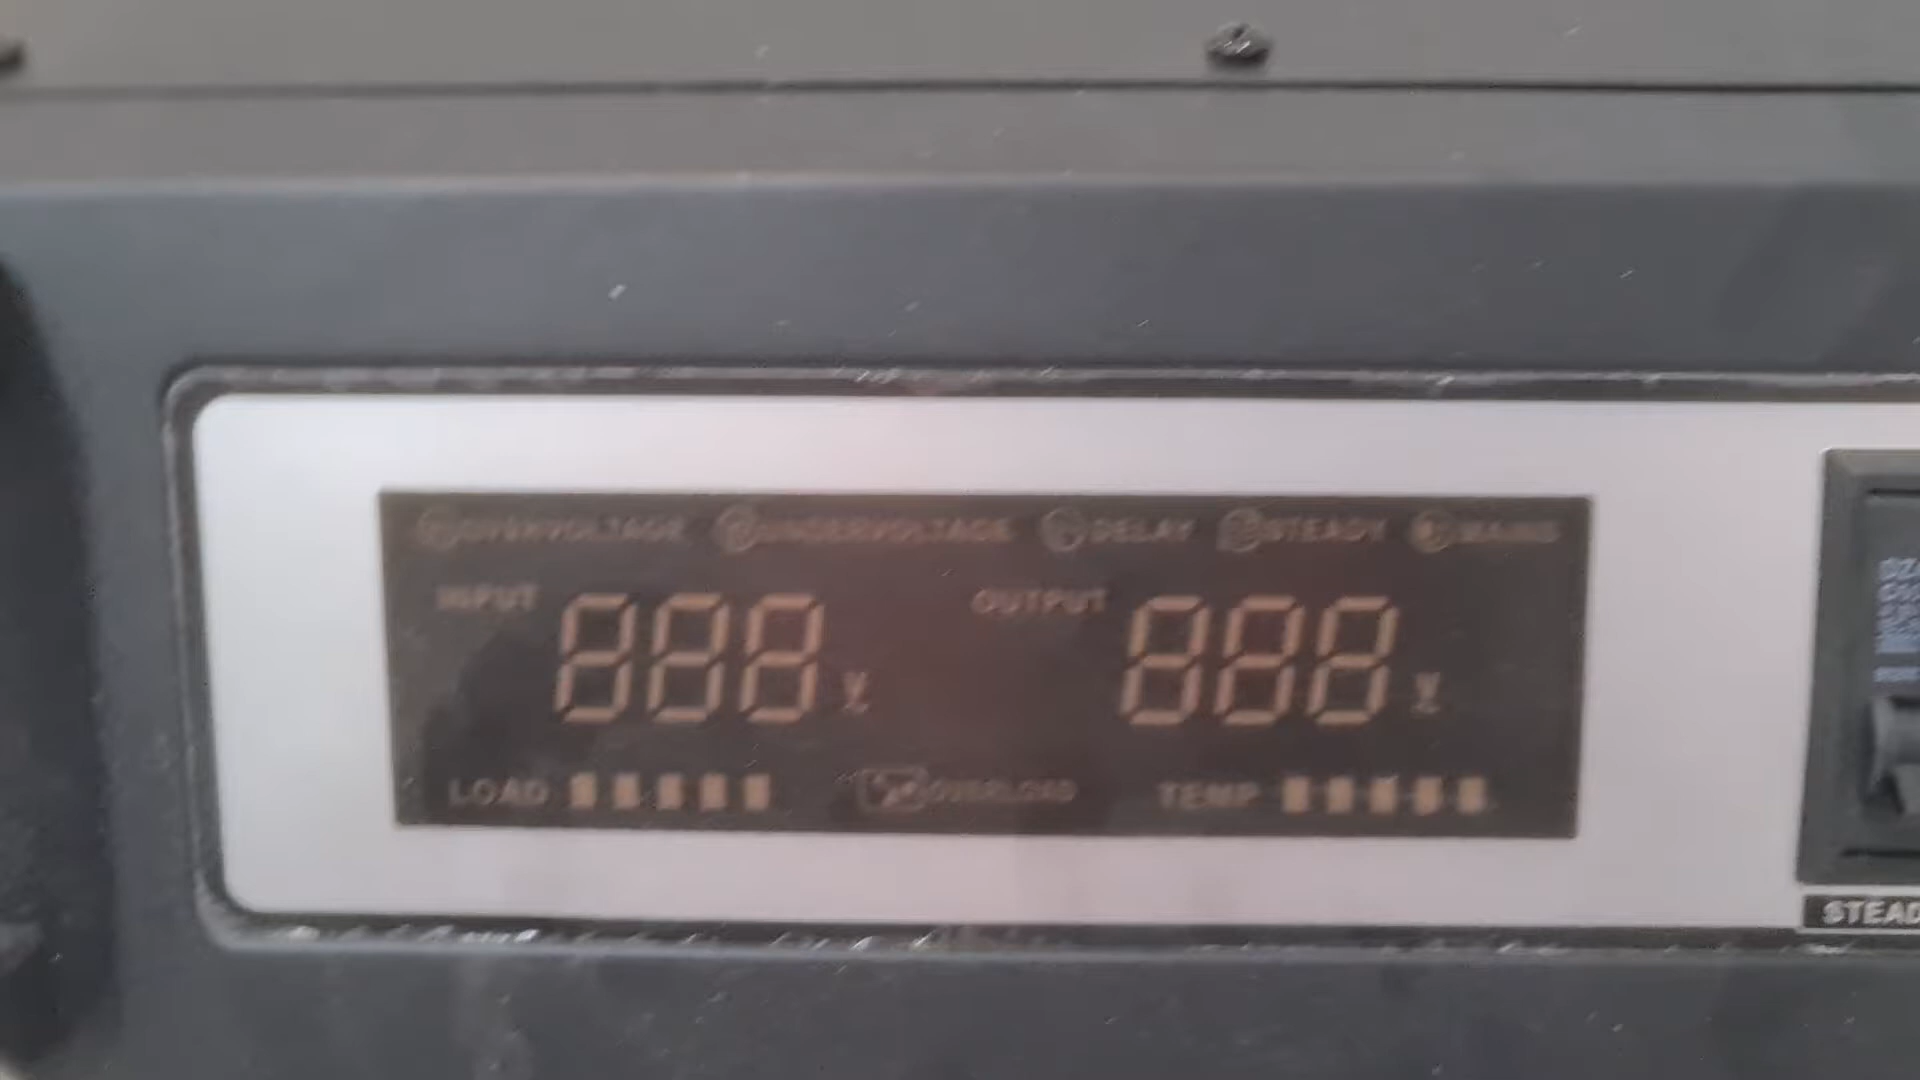 OVERVOLTAGE UNDERVOLTAGE DELAY STEADY MAINS
INPUT 888 V OUTPUT 888 V
LOAD OVERLOAD TEMP
STEAD